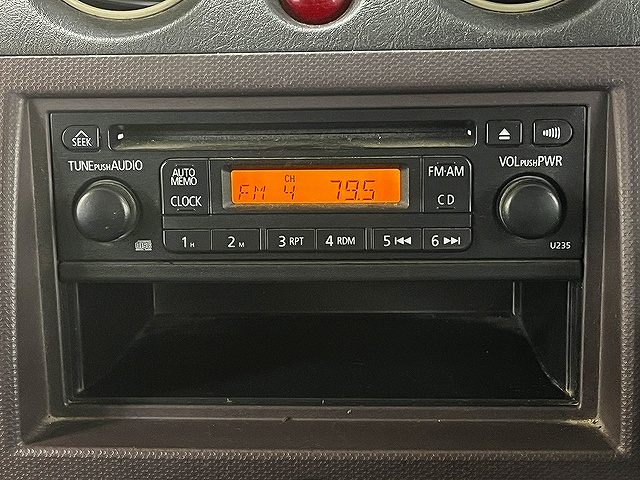 SEEK
TUNE PUSH AUDIO
AUTO MEMO
CLOCK
CH
FM 4 79.5
FM·AM
CD
VOL PUSH PWR
1 H
2 M
3 RPT
4 RDM
5
6
U235